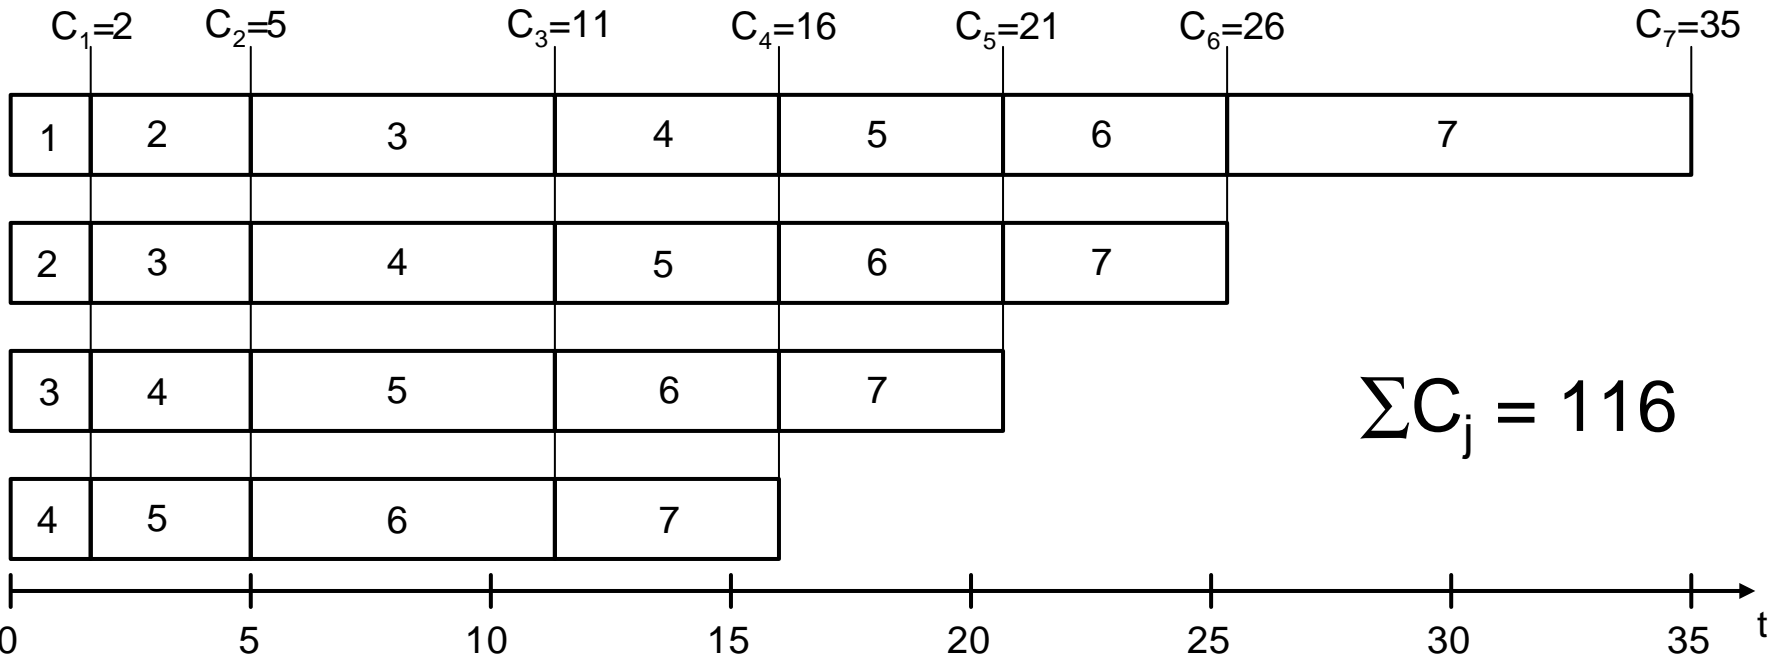 C₁=2 C₂=5 C₃=11 C₄=16 C₅=21 C₆=26 C₇=35
1 2 3 4 5 6 7
2 3 4 5 6 7
3 4 5 6 7
∑Cⱼ = 116
4 5 6 7
0 5 10 15 20 25 30 35 t